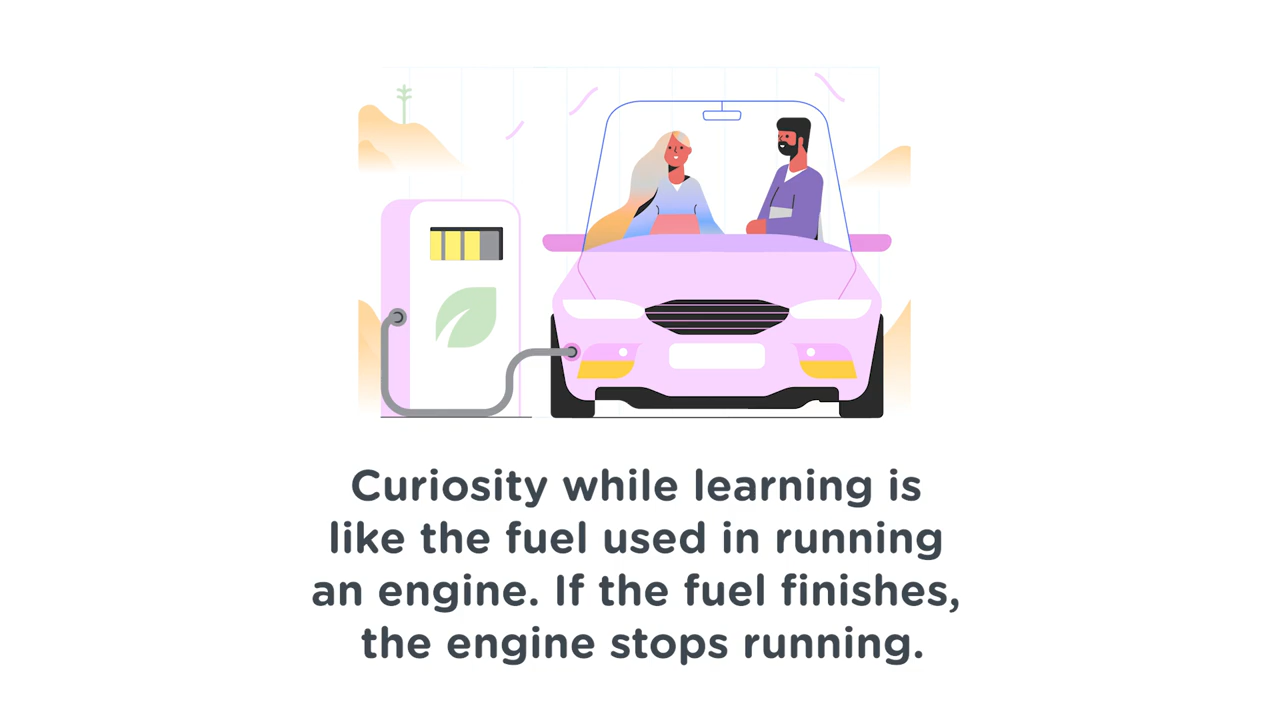 Curiosity while learning is
like the fuel used in running
an engine. If the fuel finishes,
the engine stops running.